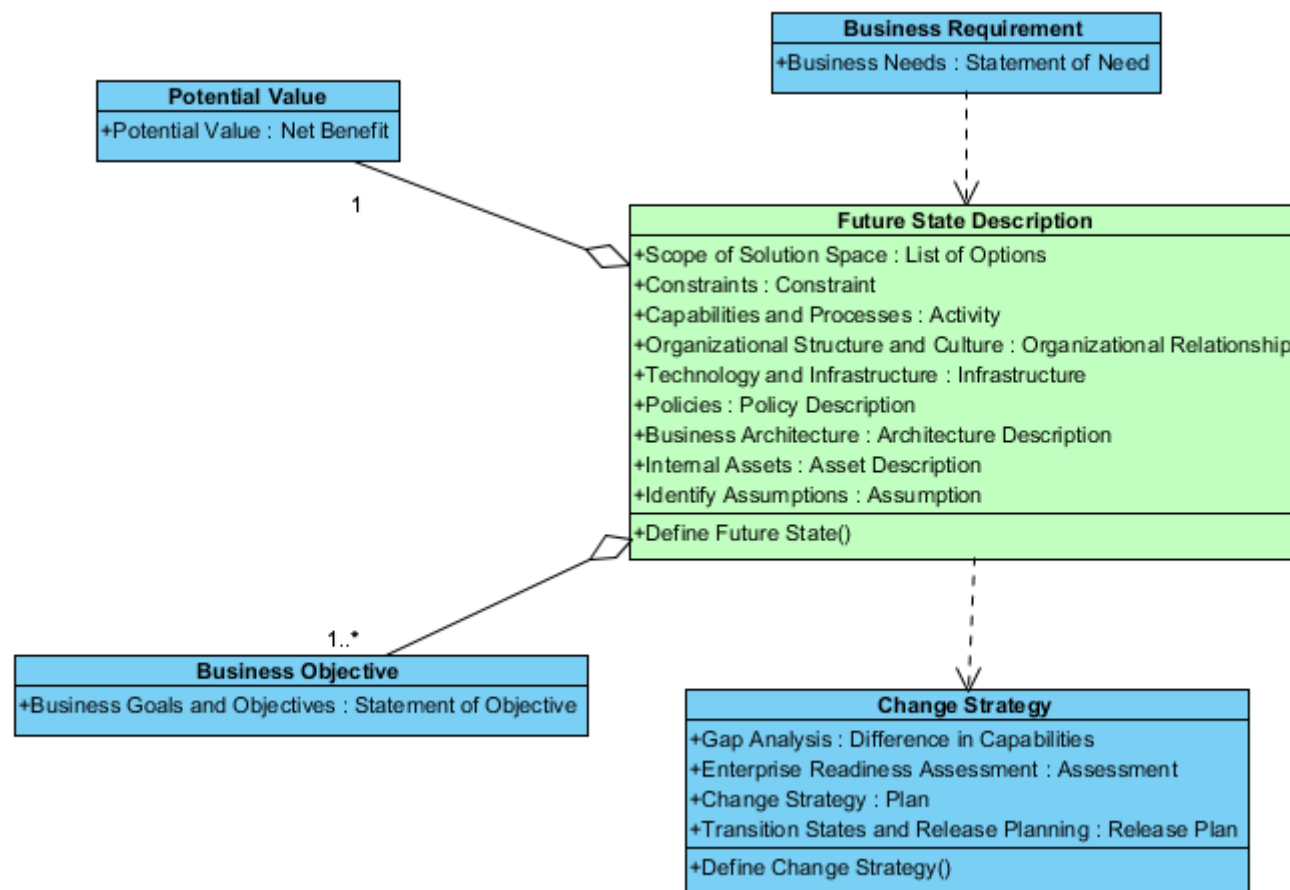 Business Requirement
+Business Needs : Statement of Need
Potential Value
+Potential Value : Net Benefit
1
Future State Description
+Scope of Solution Space : List of Options
+Constraints : Constraint
+Capabilities and Processes : Activity
+Organizational Structure and Culture : Organizational Relationship
+Technology and Infrastructure : Infrastructure
+Policies : Policy Description
+Business Architecture : Architecture Description
+Internal Assets : Asset Description
+Identify Assumptions : Assumption
+Define Future State()
1..*
Business Objective
+Business Goals and Objectives : Statement of Objective
Change Strategy
+Gap Analysis : Difference in Capabilities
+Enterprise Readiness Assessment : Assessment
+Change Strategy : Plan
+Transition States and Release Planning : Release Plan
+Define Change Strategy()